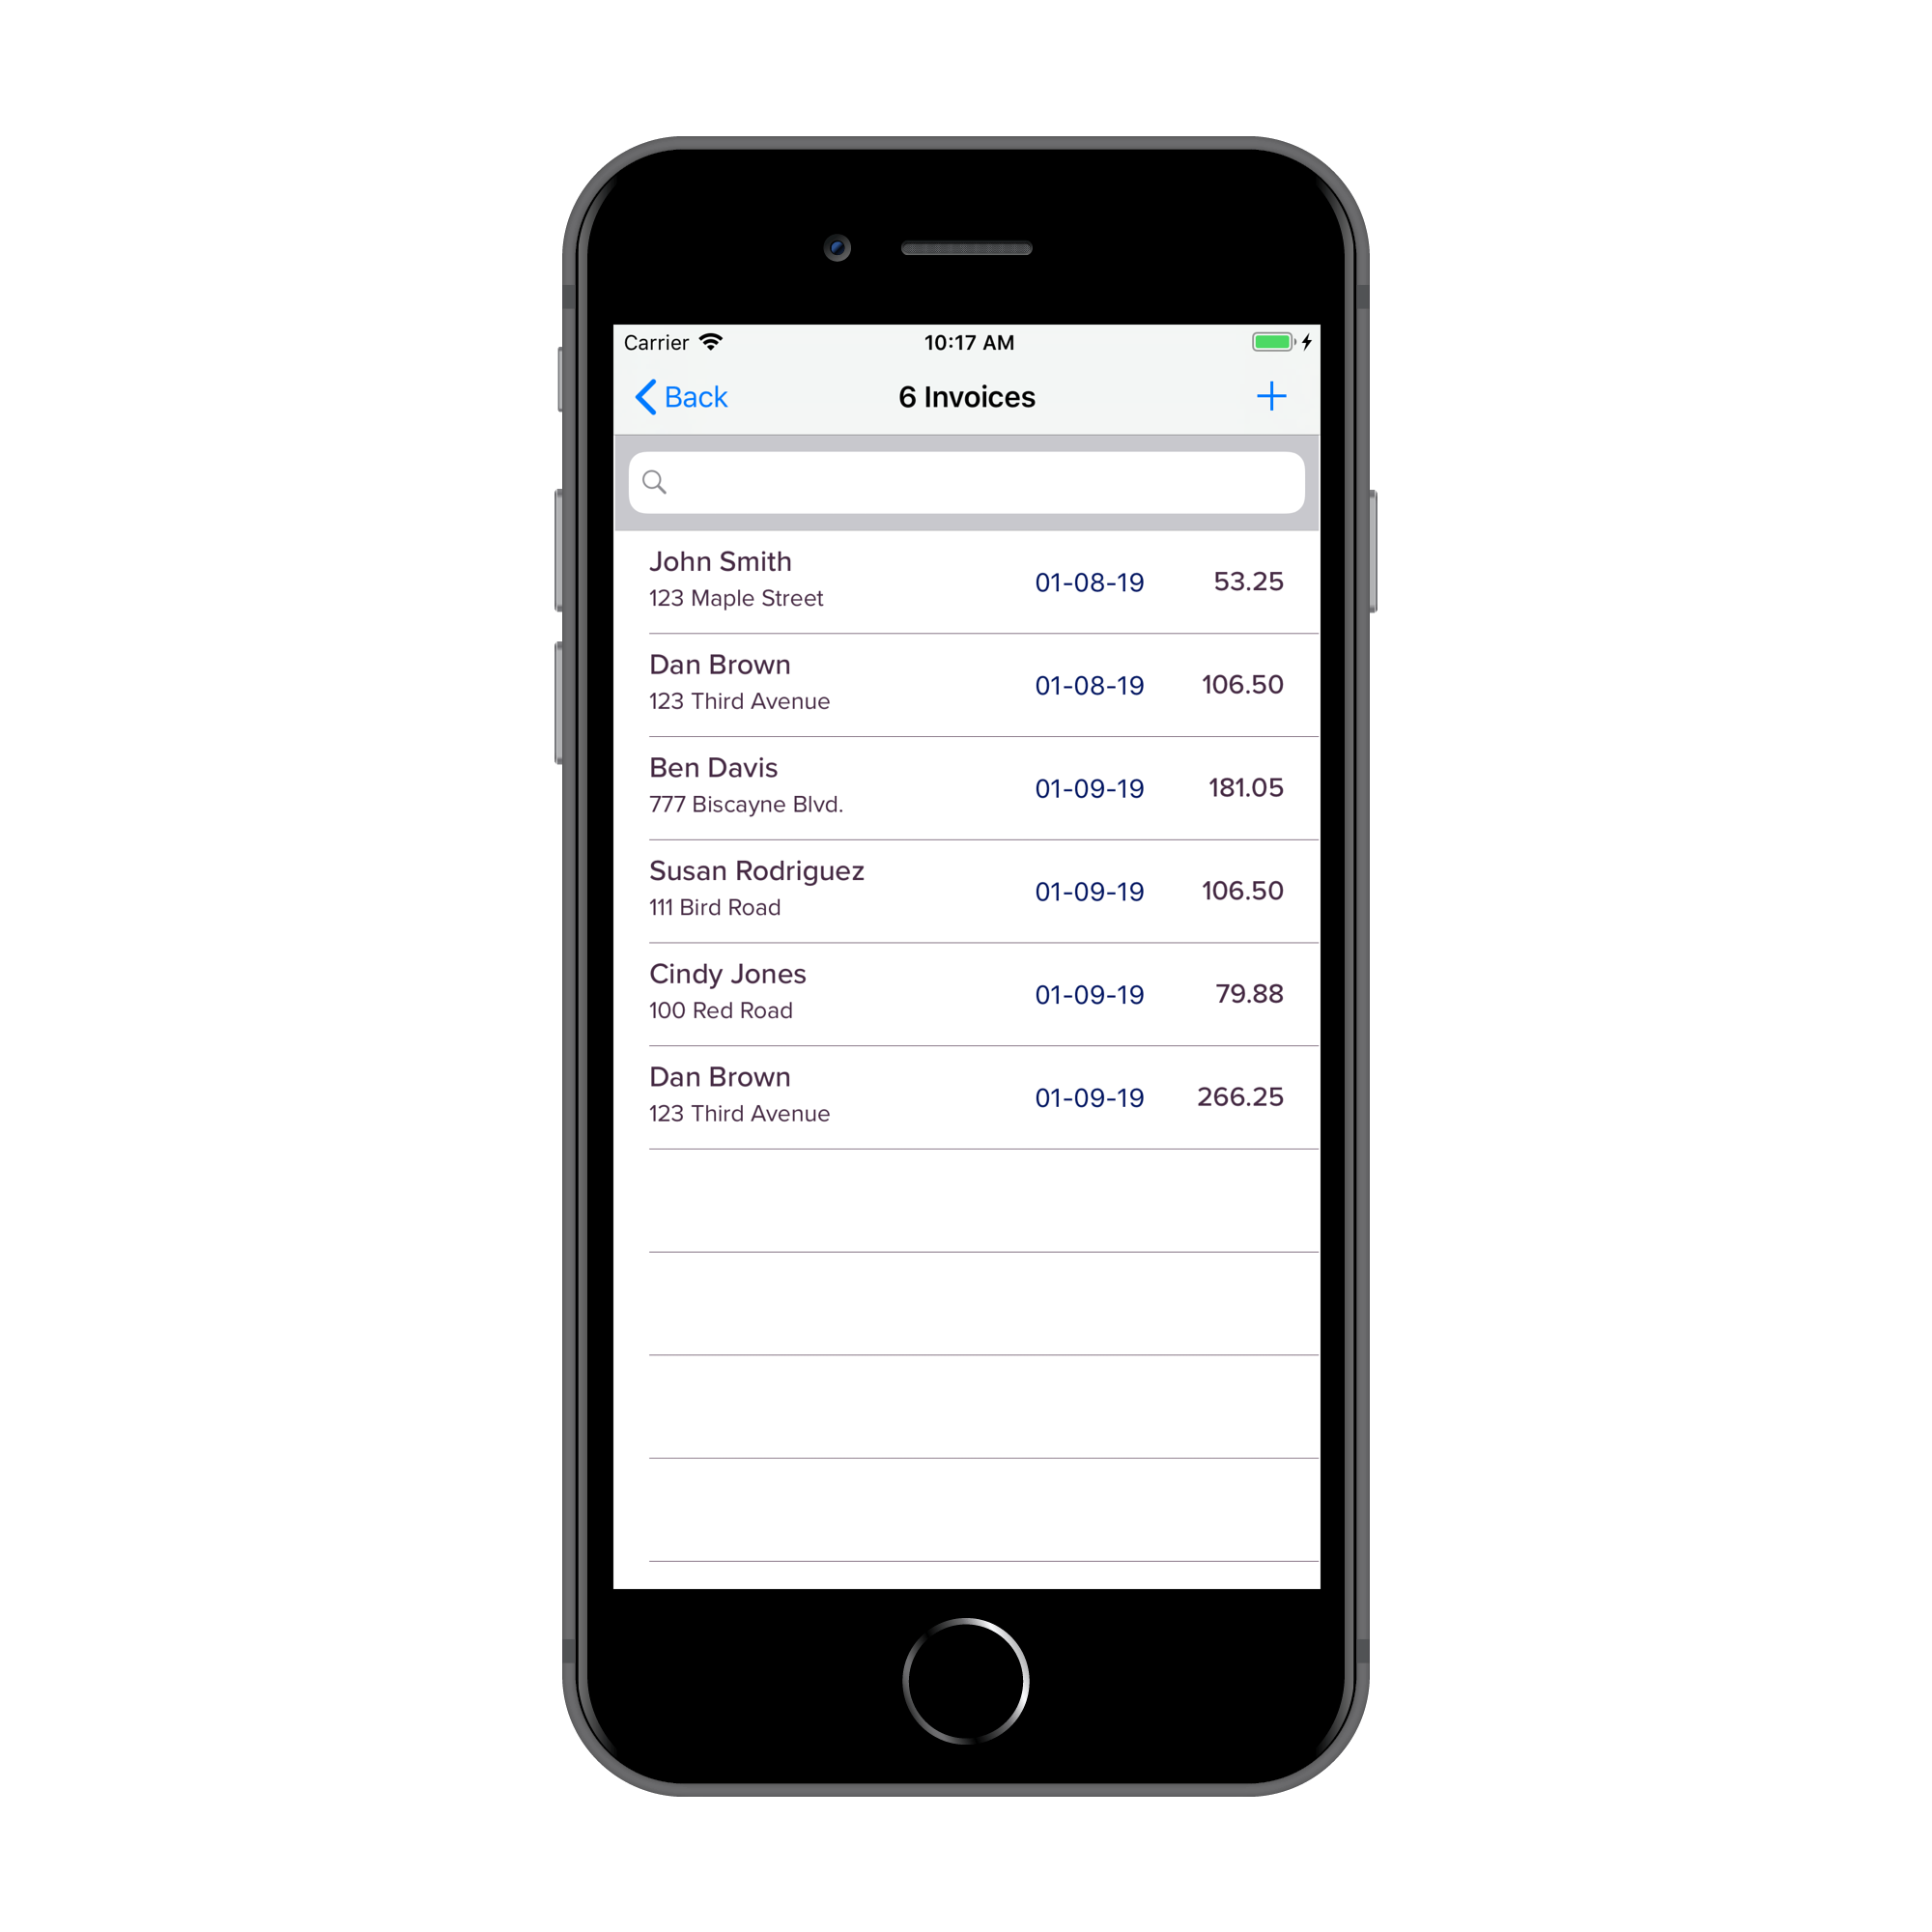 Carrier 10:17 AM
Back 6 Invoices +
John Smith
123 Maple Street 01-08-19 53.25
Dan Brown
123 Third Avenue 01-08-19 106.50
Ben Davis
777 Biscayne Blvd. 01-09-19 181.05
Susan Rodriguez
111 Bird Road 01-09-19 106.50
Cindy Jones
100 Red Road 01-09-19 79.88
Dan Brown
123 Third Avenue 01-09-19 266.25